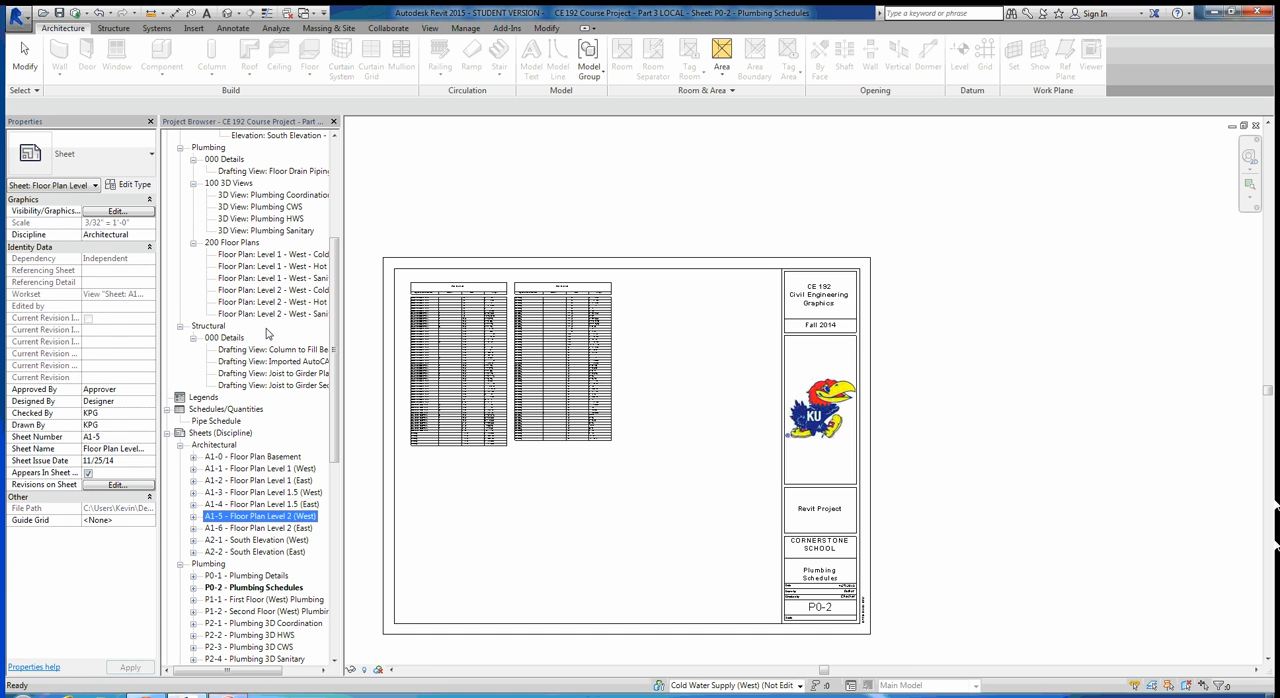 Autodesk Revit 2015 - STUDENT VERSION - CE 192 Course Project - Part 3 LOCAL - Sheet: P0-2 - Plumbing Schedules
Type a keyword or phrase
Sign In
Architecture Structure Systems Insert Annotate Analyze Massing & Site Collaborate View Manage Add-Ins Modify
Modify Wall Door Window Component Column Roof Ceiling Floor Curtain System Curtain Grid Mullion Railing Ramp Stair Model Text Model Line Model Group Room Room Separator Tag Room Area Area Boundary Tag Area By Face Shaft Wall Vertical Dormer Level Grid Set Show Ref Plane Viewer
Select Build Circulation Model Room & Area Opening Datum Work Plane
Properties
Sheet
Sheet: Floor Plan Level
Edit Type
Graphics
Visibility/Graphics... Edit...
Scale 3/32" = 1'-0"
Discipline Architectural
Identity Data
Dependency Independent
Referencing Sheet
Referencing Detail
Workset View "Sheet: A1...
Edited by
Current Revision I...
Current Revision I...
Current Revision ...
Current Revision ...
Current Revision ...
Current Revision
Approved By Approver
Designed By Designer
Checked By KPG
Drawn By KPG
Sheet Number A1-5
Sheet Name Floor Plan Level...
Sheet Issue Date 11/25/14
Appears In Sheet ...
Revisions on Sheet Edit...
Other
File Path C:\Users\Kevin\De...
Guide Grid <None>
Properties help
Apply
Project Browser - CE 192 Course Project - Part ...
Elevation: South Elevation -
Plumbing
000 Details
Drafting View: Floor Drain Piping
100 3D Views
3D View: Plumbing Coordination
3D View: Plumbing CWS
3D View: Plumbing HWS
3D View: Plumbing Sanitary
200 Floor Plans
Floor Plan: Level 1 - West - Cold
Floor Plan: Level 1 - West - Hot
Floor Plan: Level 1 - West - Sani
Floor Plan: Level 2 - West - Cold
Floor Plan: Level 2 - West - Hot
Floor Plan: Level 2 - West - Sani
Structural
000 Details
Drafting View: Column to Fill Be
Drafting View: Imported AutoCA
Drafting View: Joist to Girder Pla
Drafting View: Joist to Girder Sec
Legends
Schedules/Quantities
Pipe Schedule
Sheets (Discipline)
Architectural
A1-0 - Floor Plan Basement
A1-1 - Floor Plan Level 1 (West)
A1-2 - Floor Plan Level 1 (East)
A1-3 - Floor Plan Level 1.5 (West)
A1-4 - Floor Plan Level 1.5 (East)
A1-5 - Floor Plan Level 2 (West)
A1-6 - Floor Plan Level 2 (East)
A2-1 - South Elevation (West)
A2-2 - South Elevation (East)
Plumbing
P0-1 - Plumbing Details
P0-2 - Plumbing Schedules
P1-1 - First Floor (West) Plumbing
P1-2 - Second Floor (West) Plumbin
P2-1 - Plumbing 3D Coordination
P2-2 - Plumbing 3D HWS
P2-3 - Plumbing 3D CWS
P2-4 - Plumbing 3D Sanitary
CE 192
Civil Engineering
Graphics
Fall 2014
KU
Revit Project
CORNERSTONE
SCHOOL
Plumbing
Schedules
P0-2
Ready
Cold Water Supply (West) (Not Edit
:0
Main Model
:0